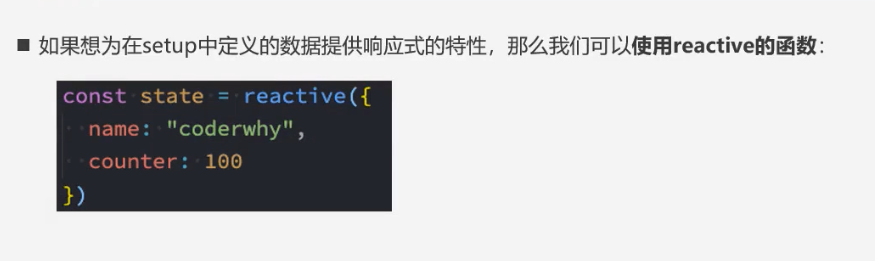 ■ 如果想为在setup中定义的数据提供响应式的特性，那么我们可以使用reactive的函数：
const state = reactive({
  name: "coderwhy",
  counter: 100
})